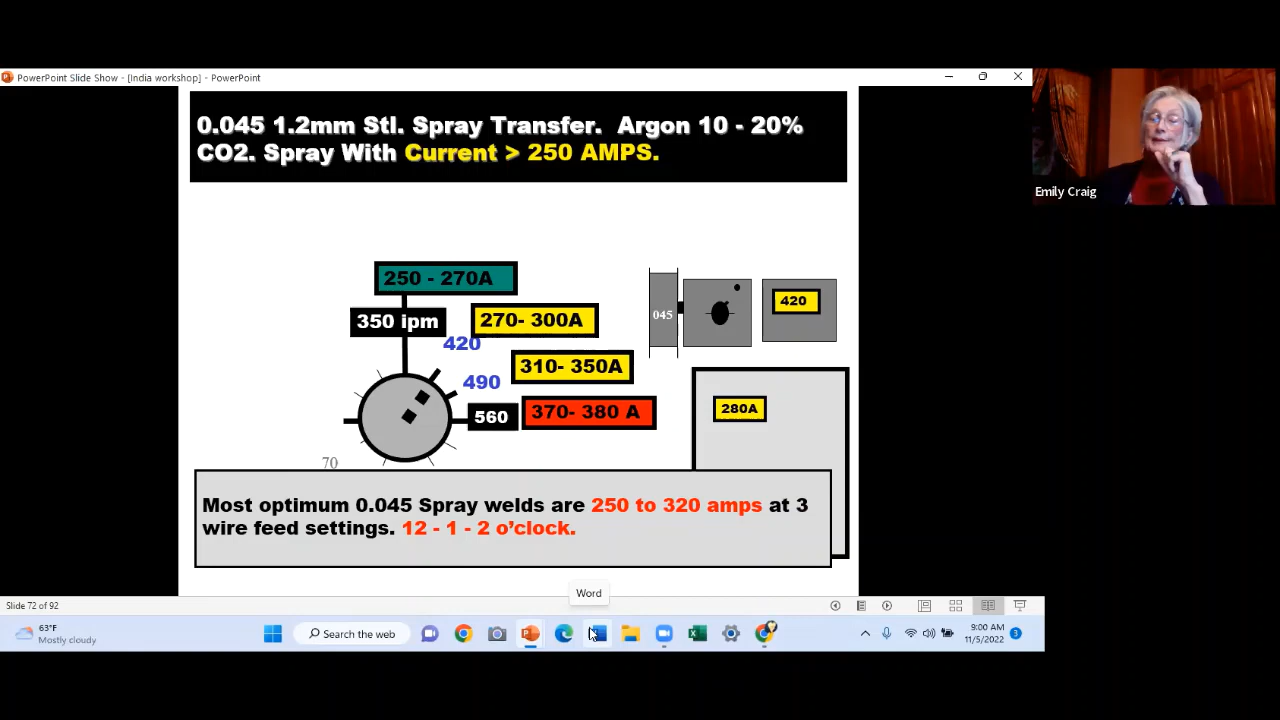 PowerPoint Slide Show - [India workshop] - PowerPoint
0.045 1.2mm Stl. Spray Transfer. Argon 10 - 20%
CO2. Spray With Current > 250 AMPS.
Emily Craig
250 - 270A
350 ipm
270- 300A
420
310- 350A
490
560
370- 380 A
70
045
420
280A
Most optimum 0.045 Spray welds are 250 to 320 amps at 3
wire feed settings. 12 - 1 - 2 o’clock.
Word
Slide 72 of 92
63°F
Mostly cloudy
Search the web
9:00 AM
11/5/2022
3